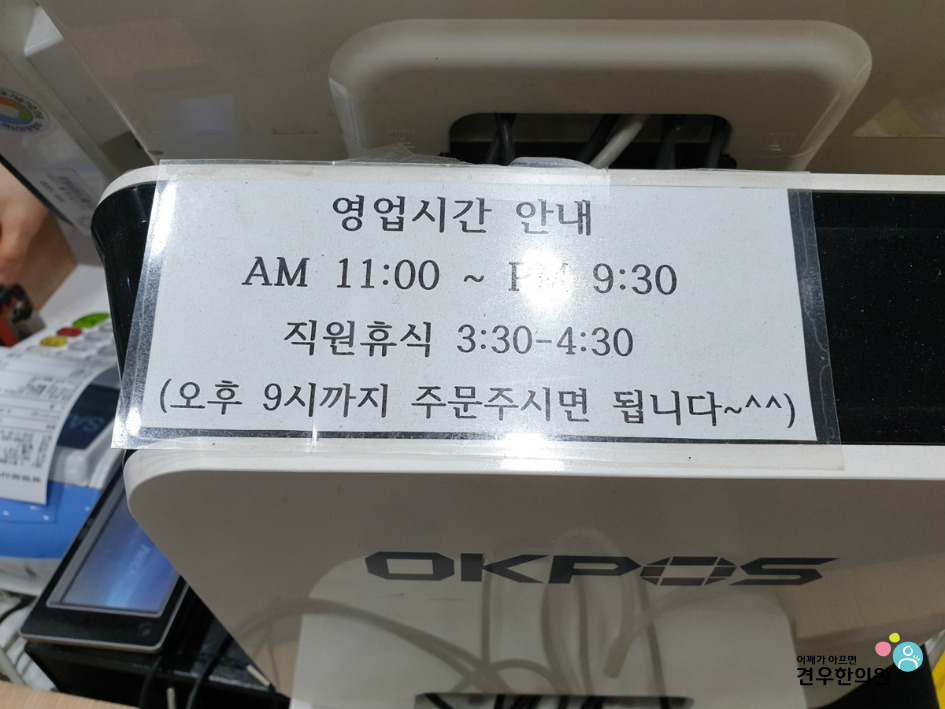 영업시간 안내
AM 11:00 ~ PM 9:30
직원휴식 3:30-4:30
(오후 9시까지 주문주시면 됩니다~^^)
OKPOS
어깨가 아프면
견우한의원